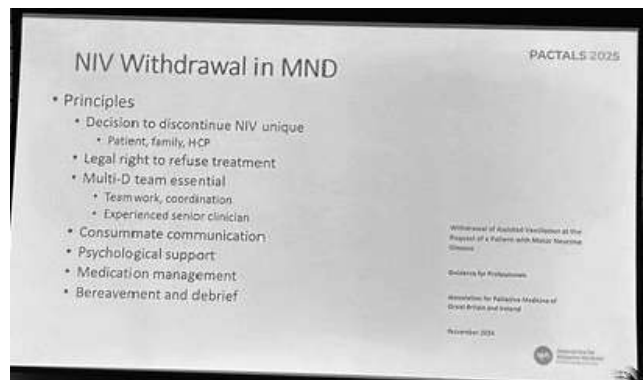 PACTALS 2025
NIV Withdrawal in MND
• Principles
• Decision to discontinue NIV unique
• Patient, family, HCP
• Legal right to refuse treatment
• Multi-D team essential
• Teamwork, coordination
• Experienced senior clinician
• Consummate communication
• Psychological support
• Medication management
• Bereavement and debrief
Withdrawal of Assisted Ventilation at the
Request of a Patient with Motor Neurone
Disease
Guidance for Professionals
Association for Palliative Medicine of
Great Britain and Ireland
November 2015